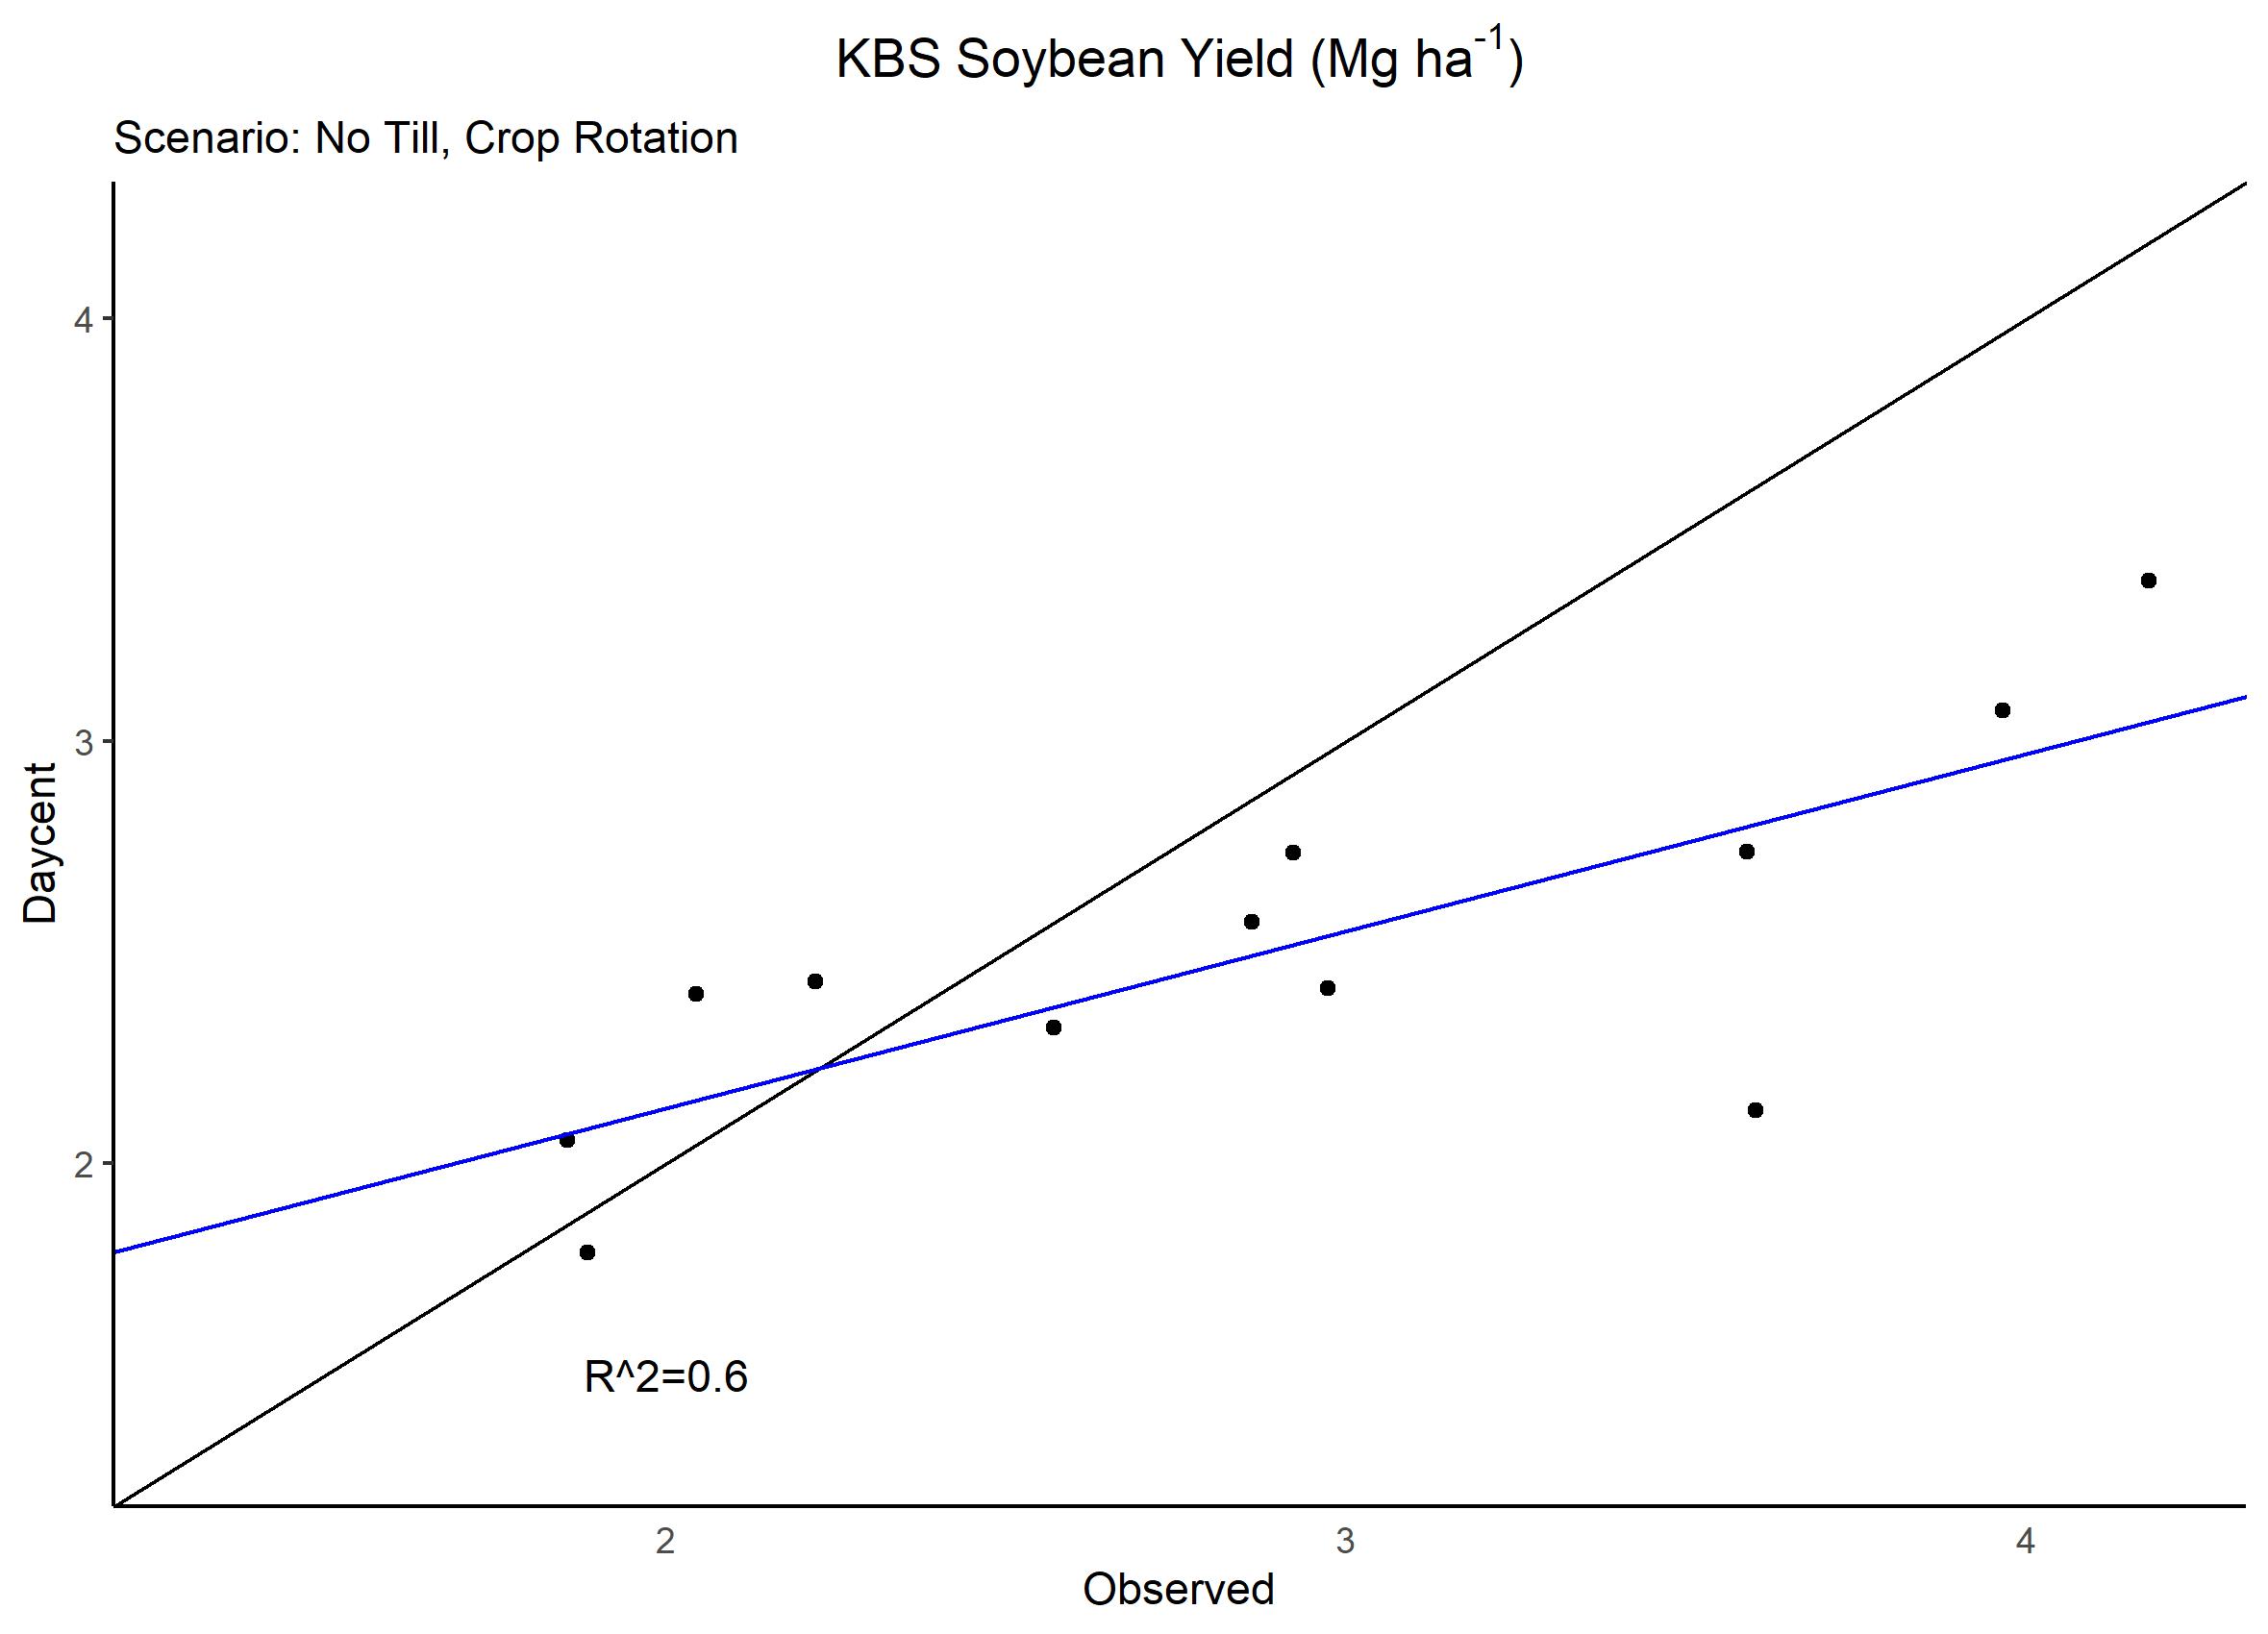 KBS Soybean Yield (Mg ha⁻¹)
Scenario: No Till, Crop Rotation
4
3
2
Daycent
R^2=0.6
2 3 4
Observed